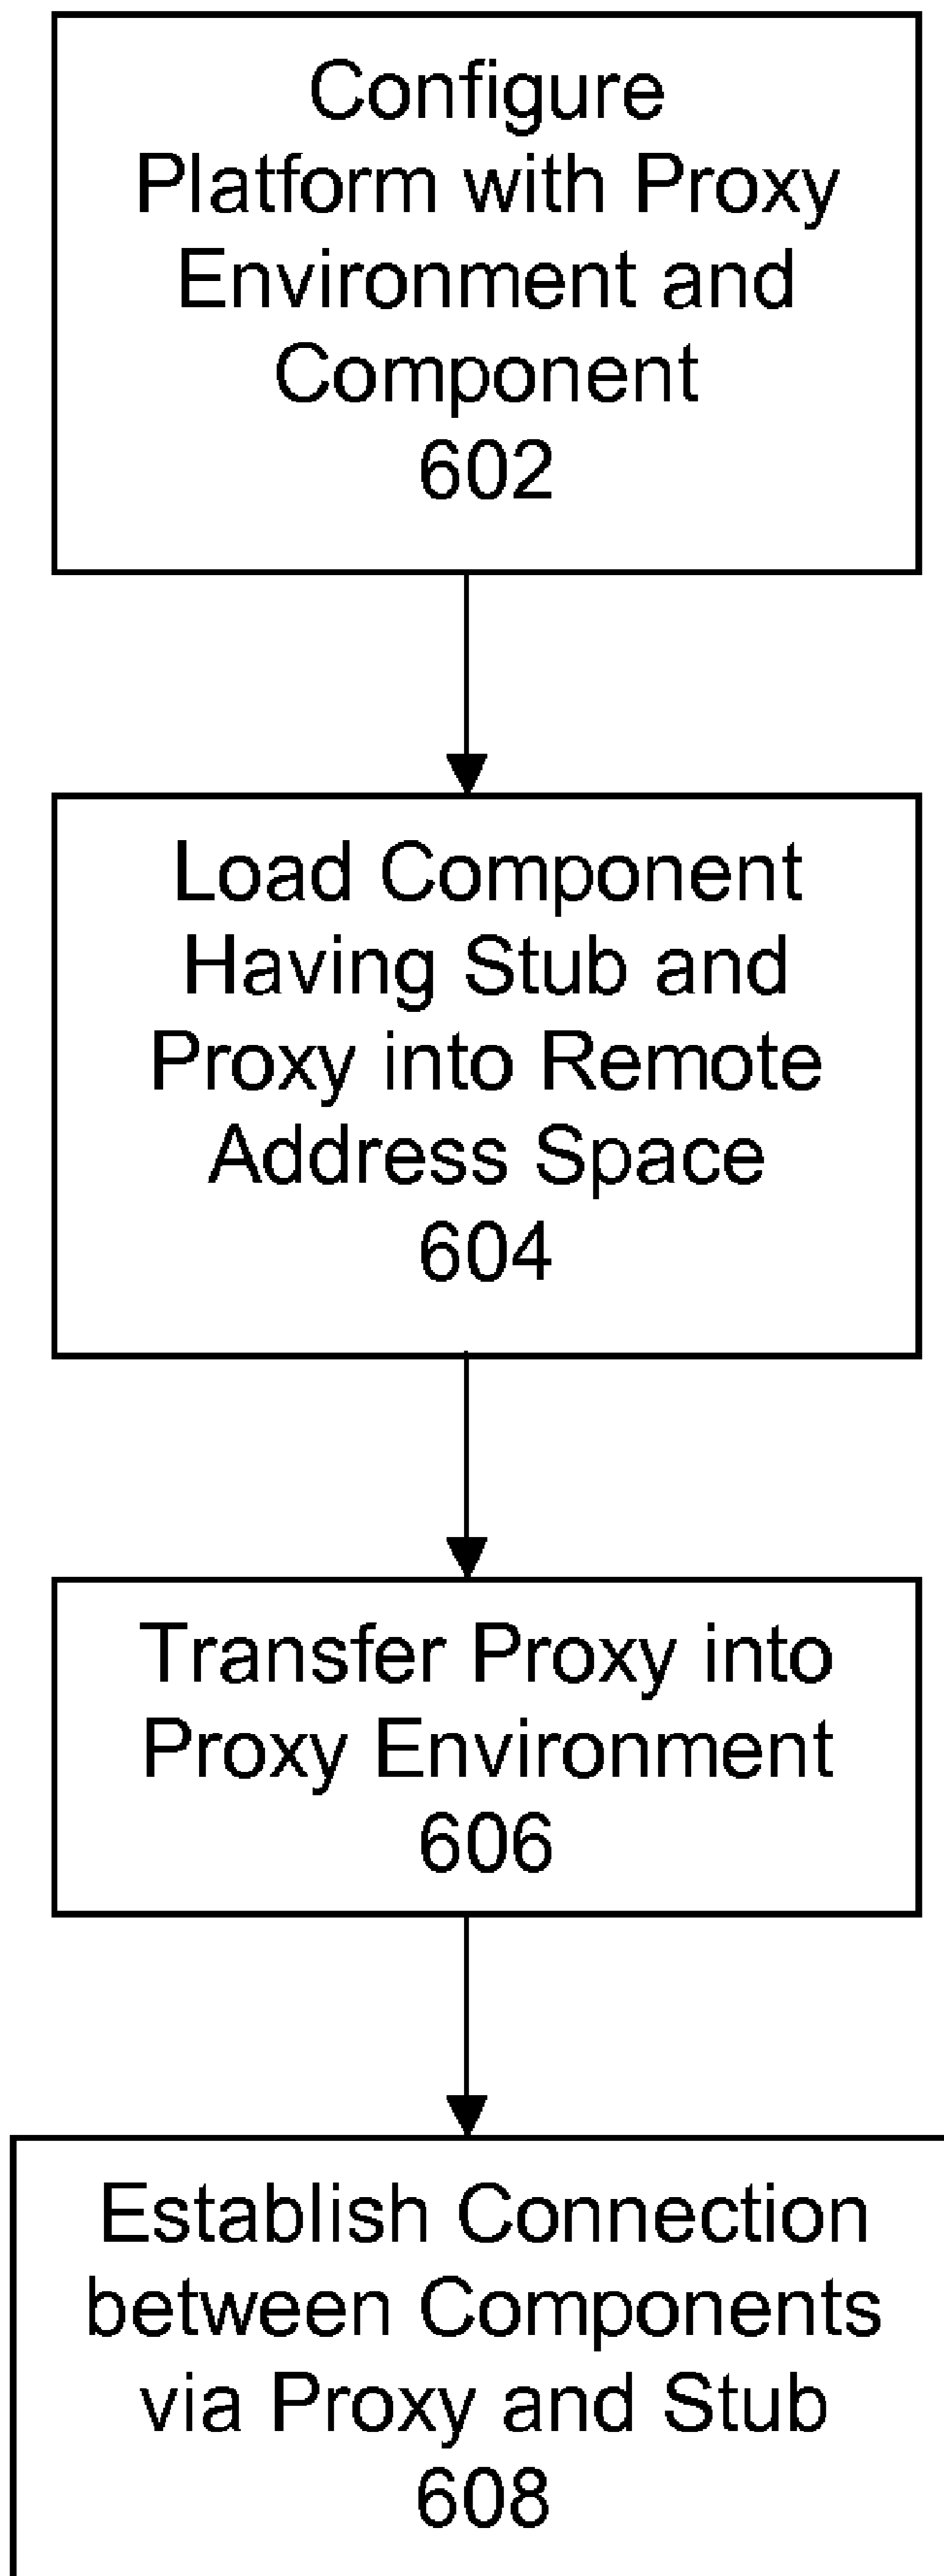 Configure
Platform with Proxy
Environment and
Component
602
Load Component
Having Stub and
Proxy into Remote
Address Space
604
Transfer Proxy into
Proxy Environment
606
Establish Connection
between Components
via Proxy and Stub
608